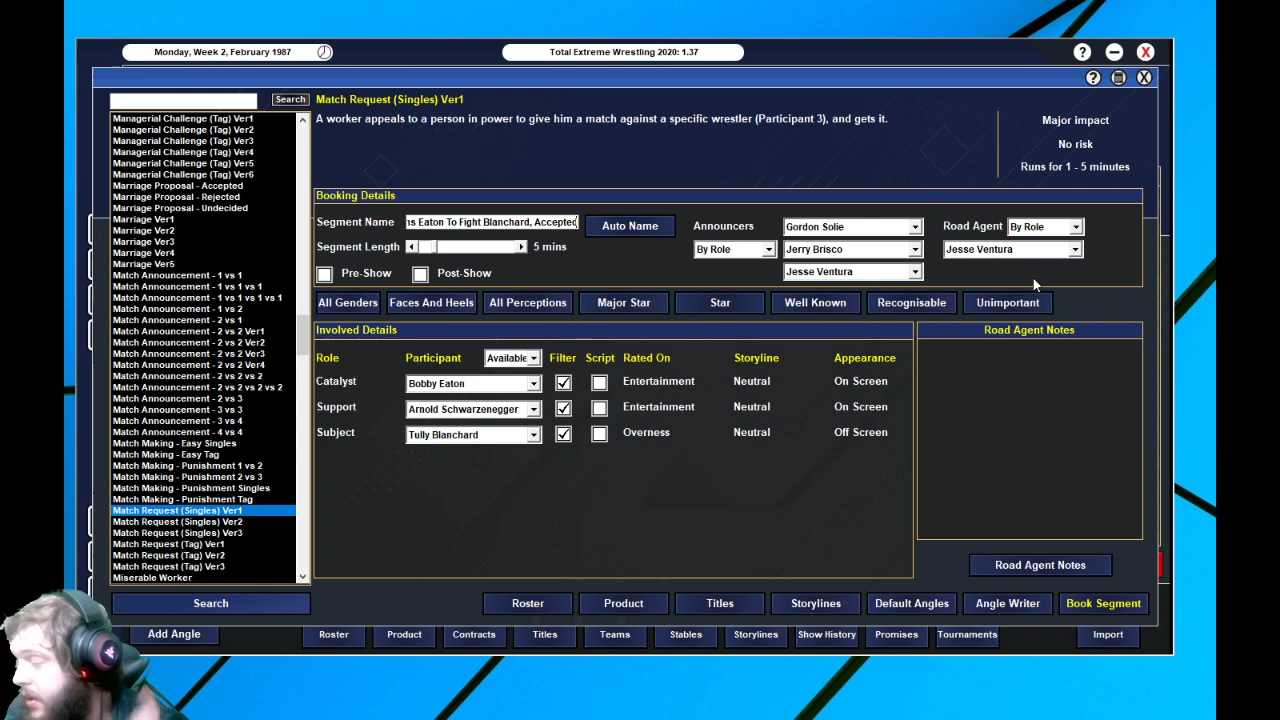 Monday, Week 2, February 1987
Total Extreme Wrestling 2020: 1.37
?
X
?
X
Search
Match Request (Singles) Ver1
A worker appeals to a person in power to give him a match against a specific wrestler (Participant 3), and gets it.
Major impact
No risk
Runs for 1 - 5 minutes
Managerial Challenge (Tag) Ver1
Managerial Challenge (Tag) Ver2
Managerial Challenge (Tag) Ver3
Managerial Challenge (Tag) Ver4
Managerial Challenge (Tag) Ver5
Managerial Challenge (Tag) Ver6
Marriage Proposal - Accepted
Marriage Proposal - Rejected
Marriage Proposal - Undecided
Marriage Ver1
Marriage Ver2
Marriage Ver3
Marriage Ver4
Marriage Ver5
Match Announcement - 1 vs 1
Match Announcement - 1 vs 1 vs 1
Match Announcement - 1 vs 1 vs 1 vs 1
Match Announcement - 1 vs 2
Match Announcement - 2 vs 1
Match Announcement - 2 vs 2 Ver1
Match Announcement - 2 vs 2 Ver2
Match Announcement - 2 vs 2 Ver3
Match Announcement - 2 vs 2 Ver4
Match Announcement - 2 vs 2 vs 2
Match Announcement - 2 vs 2 vs 2 vs 2
Match Announcement - 2 vs 3
Match Announcement - 3 vs 3
Match Announcement - 3 vs 4
Match Announcement - 4 vs 4
Match Making - Easy Singles
Match Making - Easy Tag
Match Making - Punishment 1 vs 2
Match Making - Punishment 2 vs 3
Match Making - Punishment Singles
Match Making - Punishment Tag
Match Request (Singles) Ver1
Match Request (Singles) Ver2
Match Request (Singles) Ver3
Match Request (Tag) Ver1
Match Request (Tag) Ver2
Match Request (Tag) Ver3
Miserable Worker
Search
Booking Details
Segment Name ns Eaton To Fight Blanchard, Accepted Auto Name
Segment Length 5 mins
Pre-Show Post-Show
Announcers Gordon Solie
By Role Jerry Brisco
Jesse Ventura
Road Agent By Role
Jesse Ventura
All Genders Faces And Heels All Perceptions Major Star Star Well Known Recognisable Unimportant
Involved Details
Role Participant Available Filter Script Rated On Storyline Appearance
Catalyst Bobby Eaton Entertainment Neutral On Screen
Support Arnold Schwarzenegger Entertainment Neutral On Screen
Subject Tully Blanchard Overness Neutral Off Screen
Road Agent Notes
Road Agent Notes
Roster Product Titles Storylines Default Angles Angle Writer Book Segment
Add Angle Roster Product Contracts Titles Teams Stables Storylines Show History Promises Tournaments Import